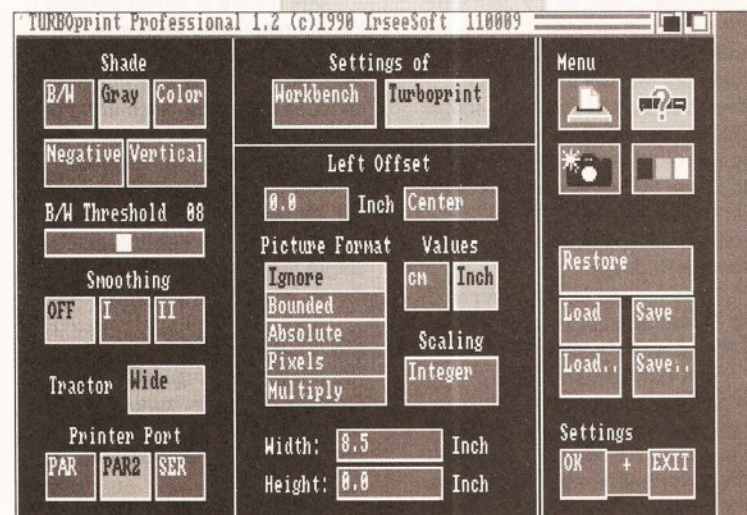 TURBOprint Professional 1.2 (c)1990 IrseeSoft 110009
Shade
B/W Gray Color
Negative Vertical
B/W Threshold 08
Smoothing
OFF I II
Tractor Wide
Printer Port
PAR PAR2 SER
Settings of
Workbench Turboprint
Left Offset
0.0 Inch Center
Picture Format
Ignore
Bounded
Absolute
Pixels
Multiply
Values
cm Inch
Scaling
Integer
Width: 8.5 Inch
Height: 0.0 Inch
Menu
?
Restore
Load Save
Load.. Save..
Settings
OK + EXIT